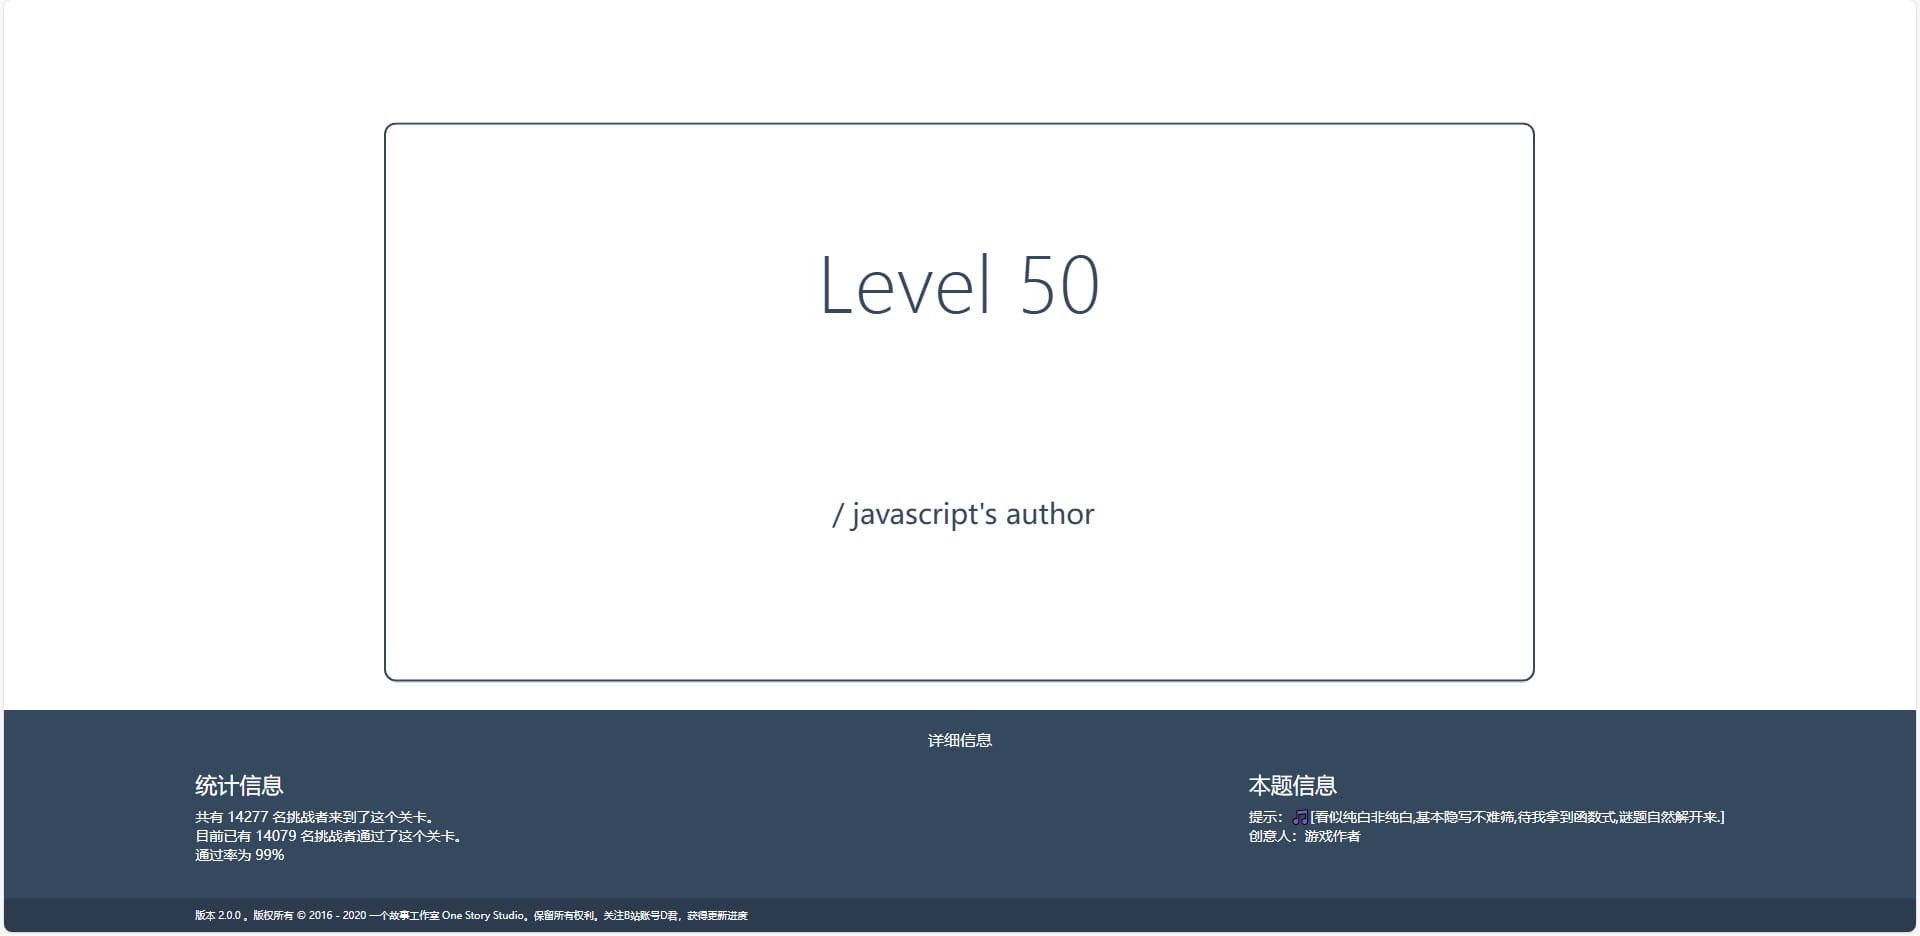 Level 50
/ javascript's author
详细信息
统计信息
共有 14277 名挑战者来到了这个关卡。
目前已有 14079 名挑战者通过了这个关卡。
通过率为 99%
本题信息
提示：🎵[看似纯白非纯白,基本隐写不难筛,待我拿到函数式,谜题自然解开来.]
创意人：游戏作者
版本 2.0.0 。版权所有 © 2016 - 2020 一个故事工作室 One Story Studio。保留所有权利。关注B站账号D君，获得更新进度